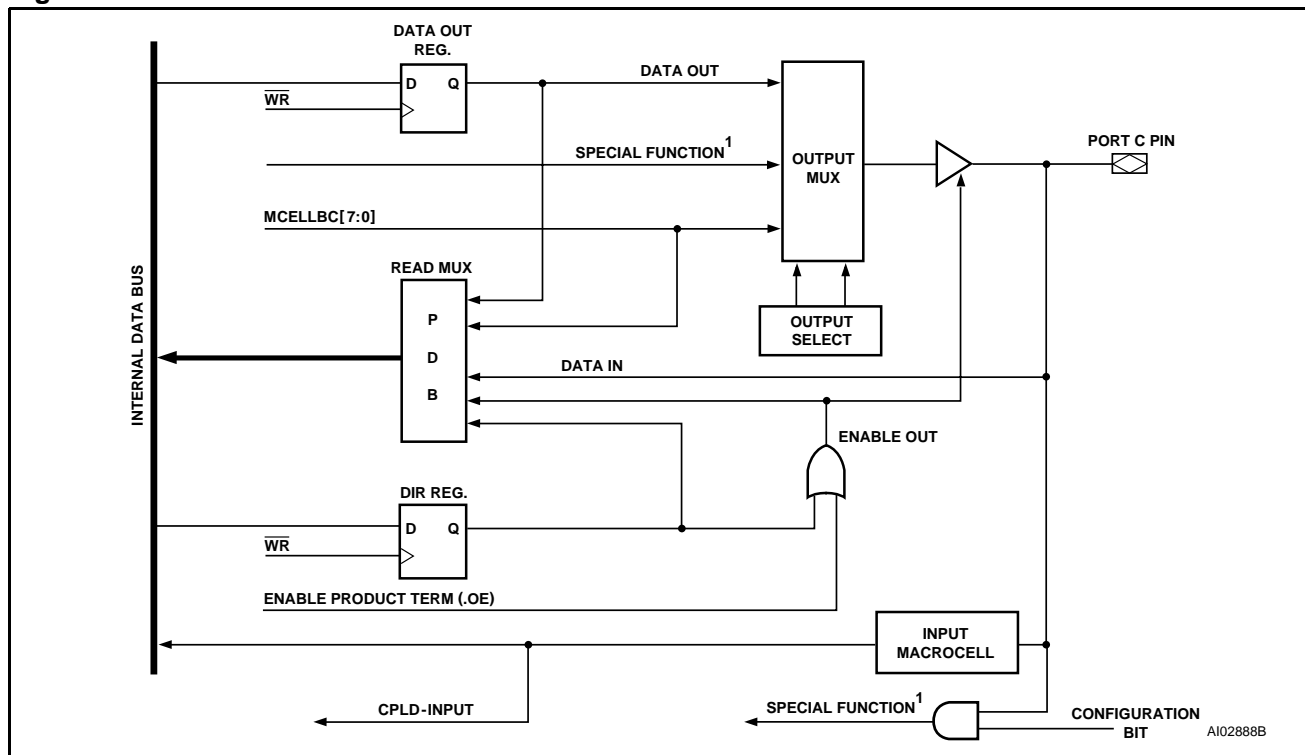 DATA OUT
REG.
D Q
WR
DATA OUT
SPECIAL FUNCTION1
OUTPUT
MUX
PORT C PIN
MCELLBC[7:0]
READ MUX
P
D
B
OUTPUT
SELECT
INTERNAL DATA BUS
DATA IN
ENABLE OUT
DIR REG.
D Q
WR
ENABLE PRODUCT TERM (.OE)
INPUT
MACROCELL
CPLD-INPUT
SPECIAL FUNCTION1
CONFIGURATION
BIT
AI02888B